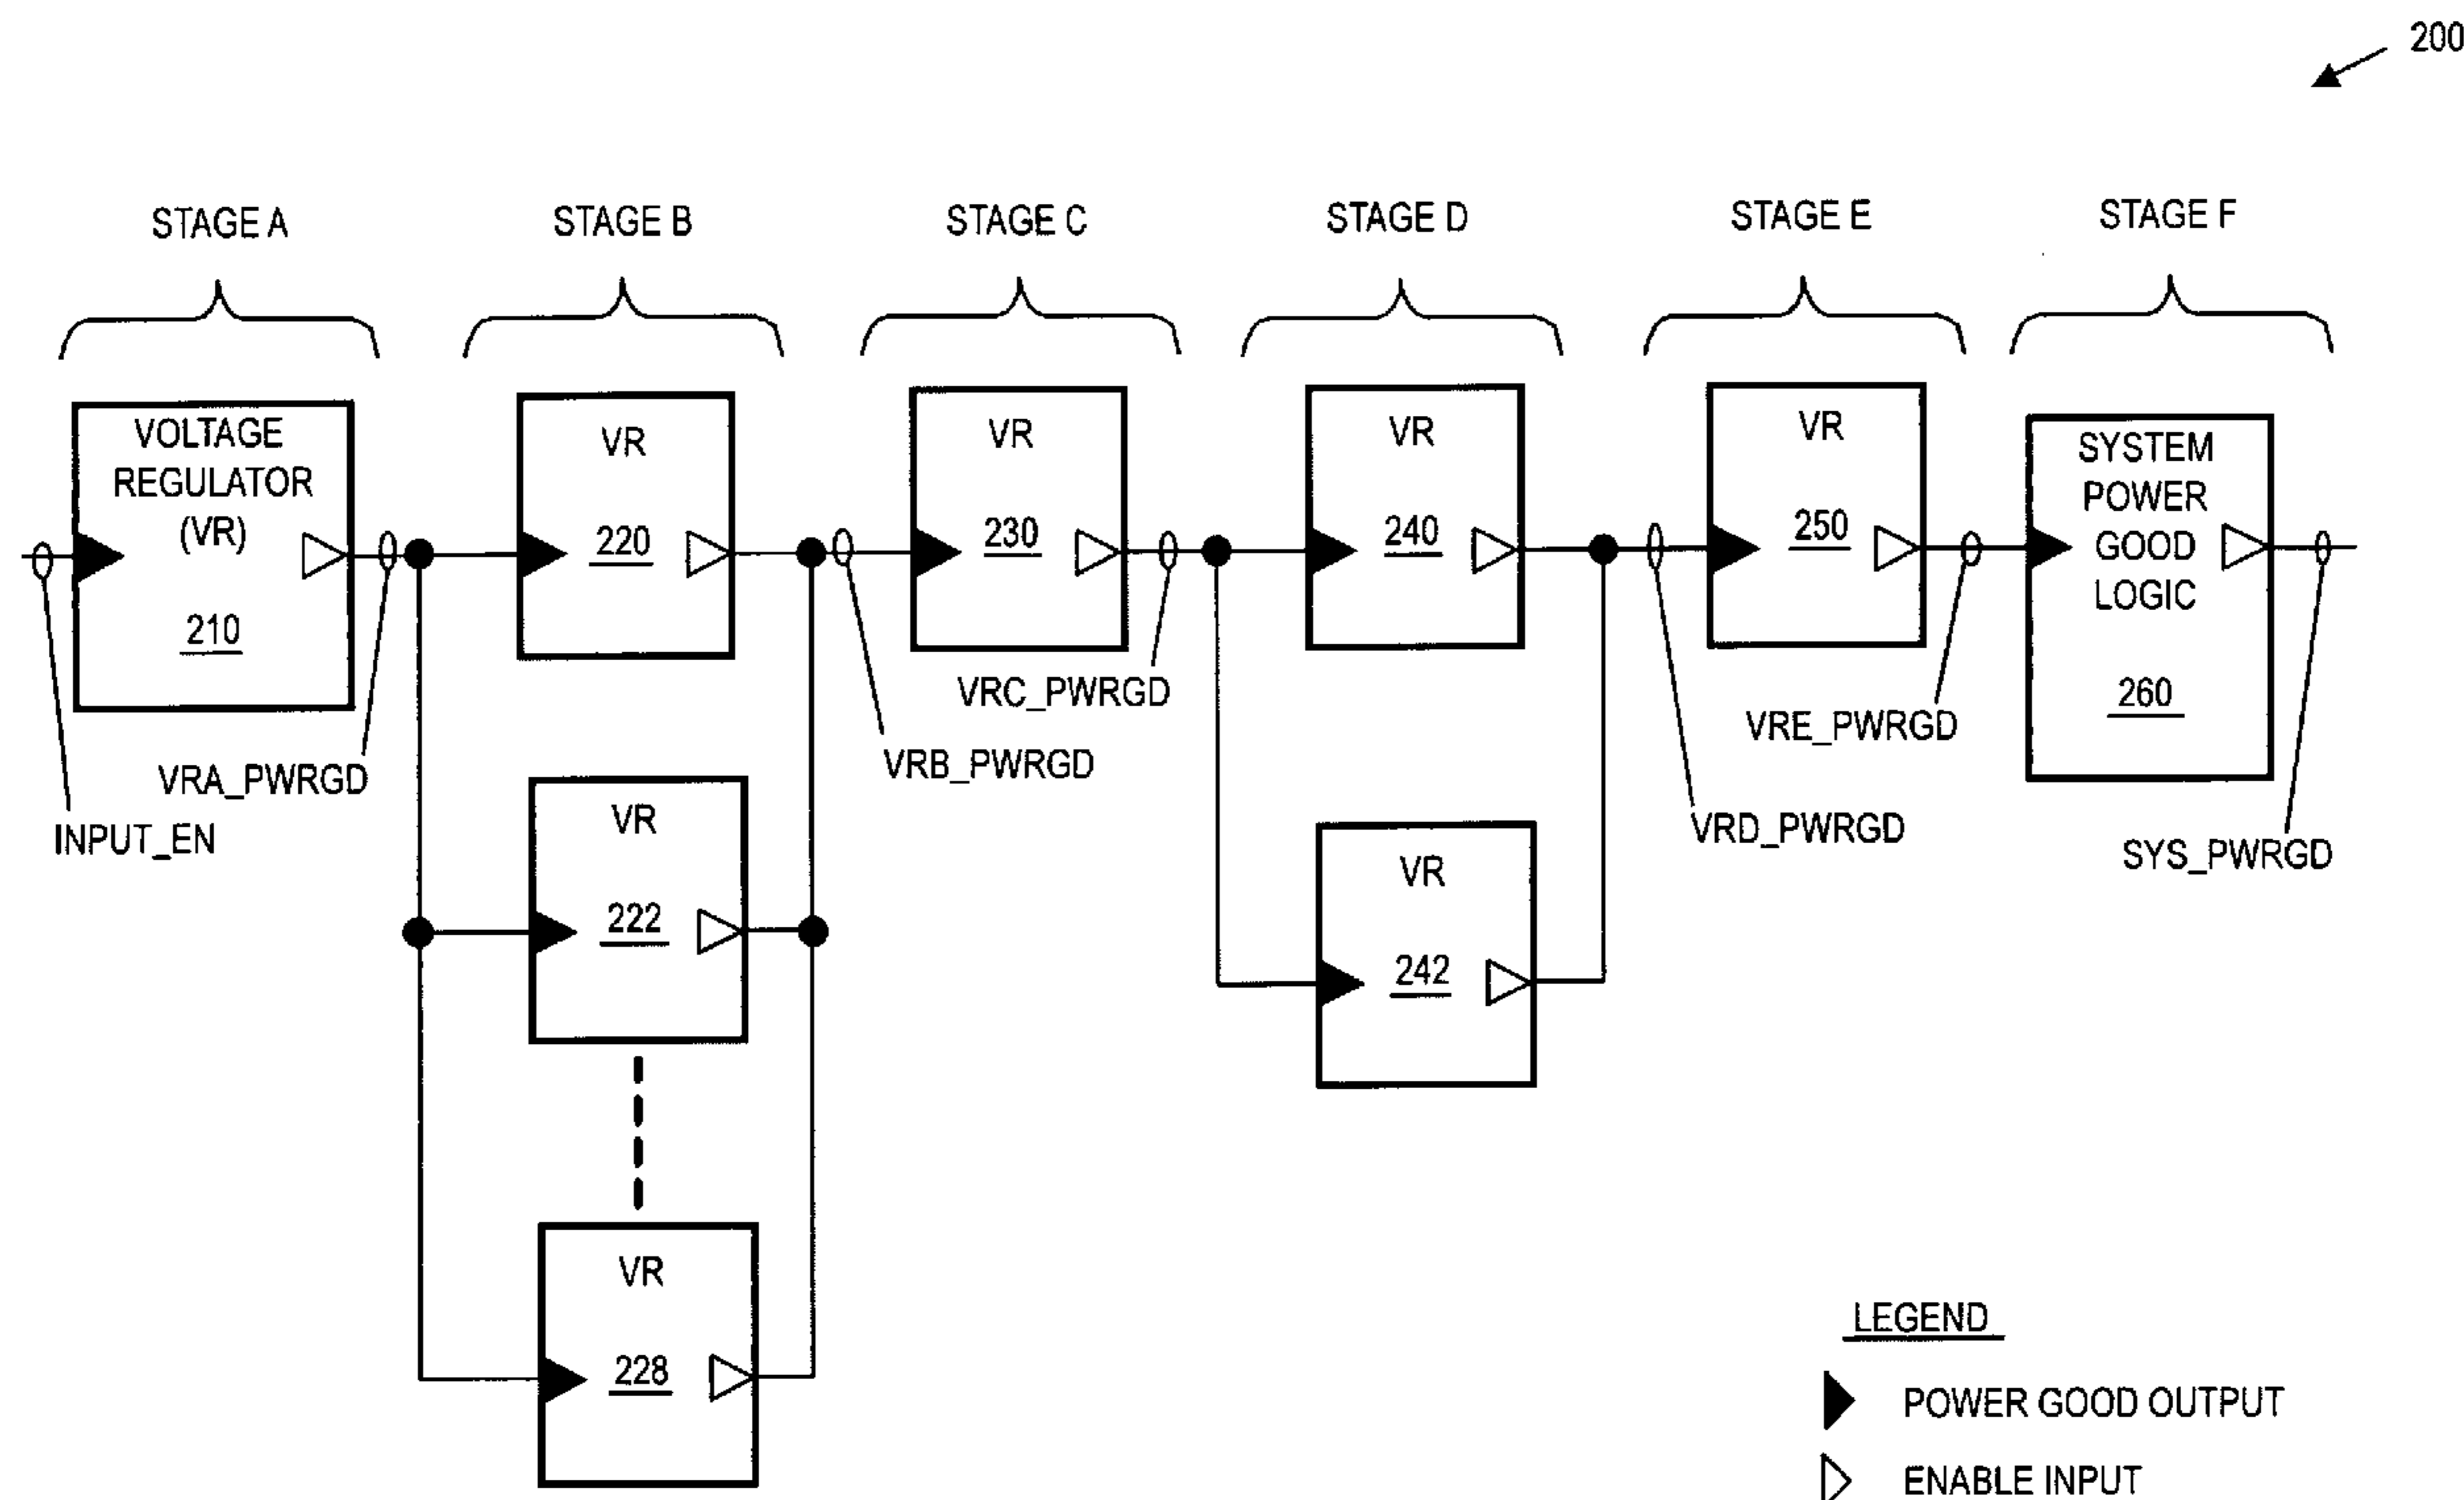 200
STAGE A
STAGE B
STAGE C
STAGE D
STAGE E
STAGE F
VOLTAGE
REGULATOR
(VR)
210
VR
220
VR
230
VR
240
VR
250
SYSTEM
POWER
GOOD
LOGIC
260
INPUT_EN
VRA_PWRGD
VRB_PWRGD
VRC_PWRGD
VRD_PWRGD
VRE_PWRGD
SYS_PWRGD
VR
222
VR
242
VR
228
LEGEND
POWER GOOD OUTPUT
ENABLE INPUT